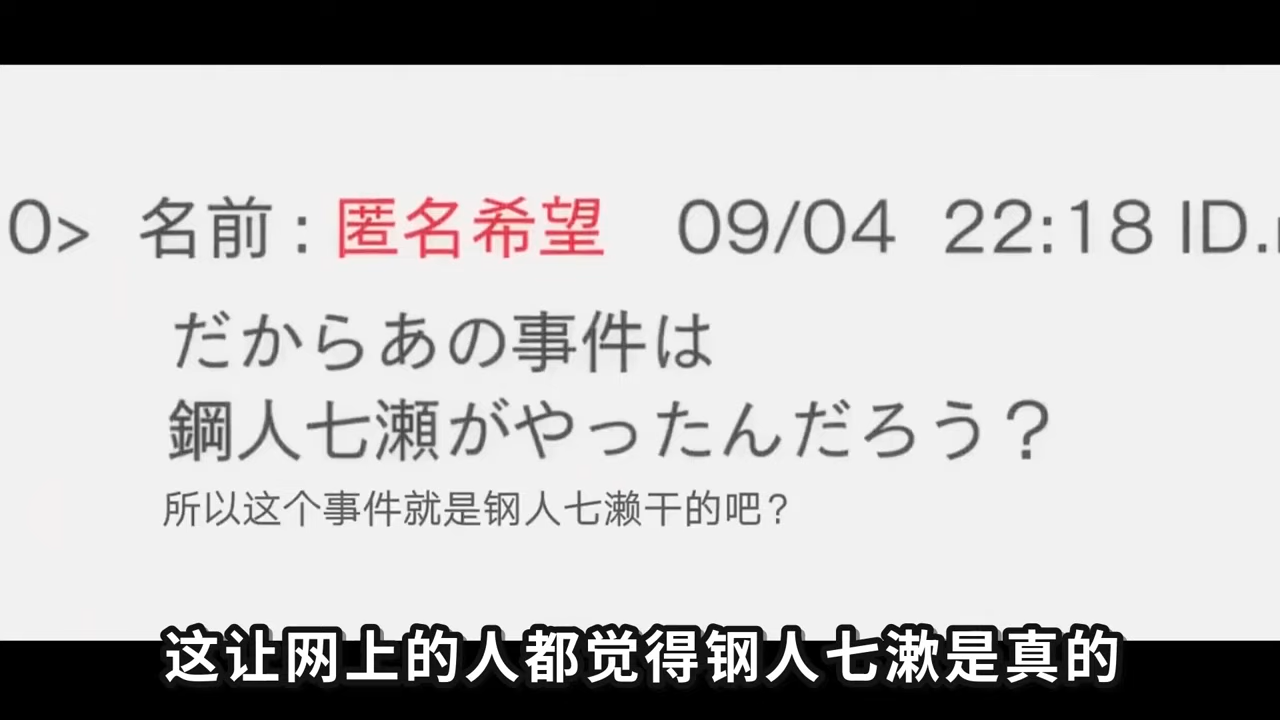 0> 名前:匿名希望 09/04 22:18 ID.
だからあの事件は
鋼人七瀬がやったんだろう?
所以这个事件就是钢人七濑干的吧?
这让网上的人都觉得钢人七漱是真的